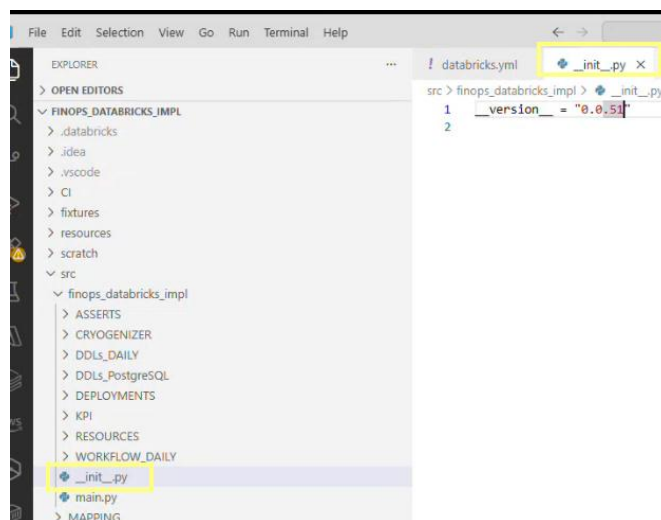 File Edit Selection View Go Run Terminal Help
EXPLORER ...
! databricks.yml
__init__.py ×
> OPEN EDITORS
src > finops_databricks_impl > __init__.py
FINOPS_DATABRICKS_IMPL
1 __version__ = "0.0.51"
2
> .databricks
> .idea
> .vscode
> CI
> fixtures
> resources
> scratch
src
finops_databricks_impl
> ASSERTS
> CRYOGENIZER
> DDLs_DAILY
> DDLs_PostgreSQL
> DEPLOYMENTS
> KPI
> RESOURCES
> WORKFLOW_DAILY
__init__.py
main.py
> MAPPING